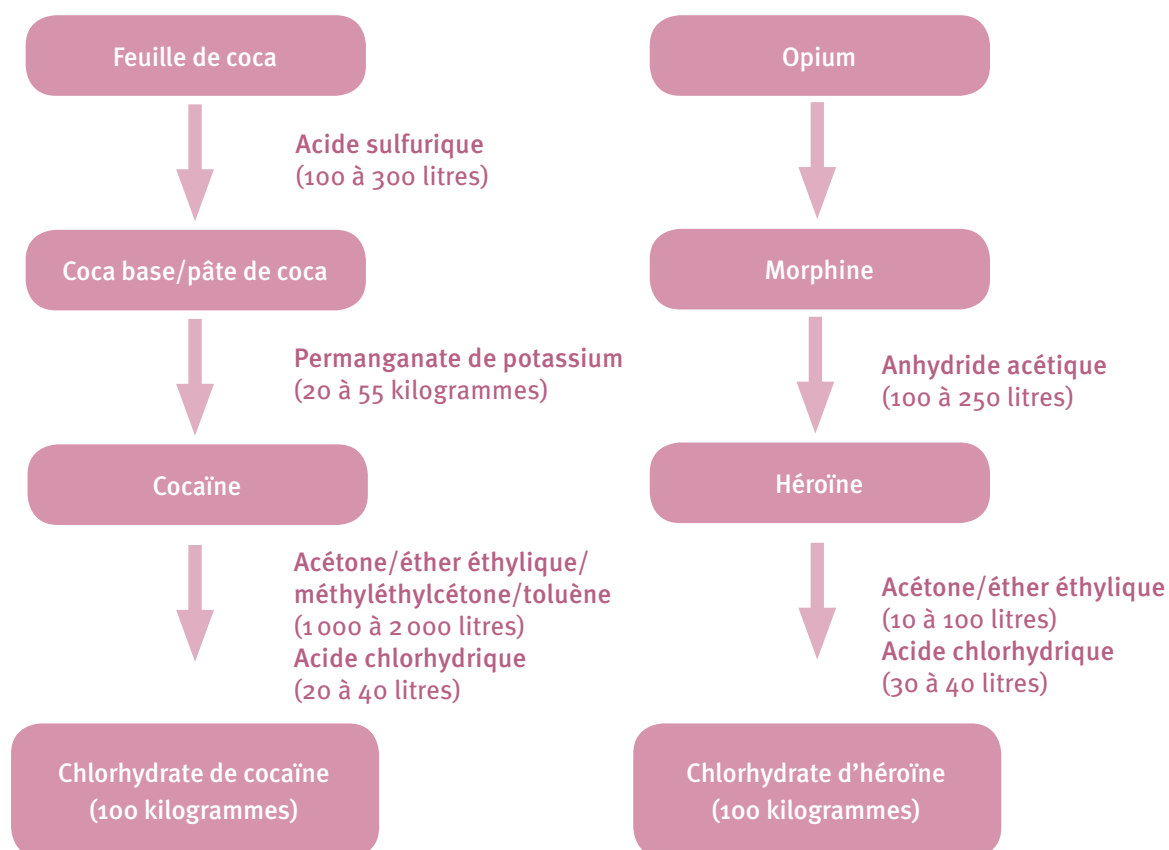 Feuille de coca
Acide sulfurique
(100 à 300 litres)
Coca base/pâte de coca
Permanganate de potassium
(20 à 55 kilogrammes)
Cocaïne
Acétone/éther éthylique/
méthyléthylcétone/toluène
(1 000 à 2 000 litres)
Acide chlorhydrique
(20 à 40 litres)
Chlorhydrate de cocaïne
(100 kilogrammes)
Opium
Morphine
Anhydride acétique
(100 à 250 litres)
Héroïne
Acétone/éther éthylique
(10 à 100 litres)
Acide chlorhydrique
(30 à 40 litres)
Chlorhydrate d’héroïne
(100 kilogrammes)